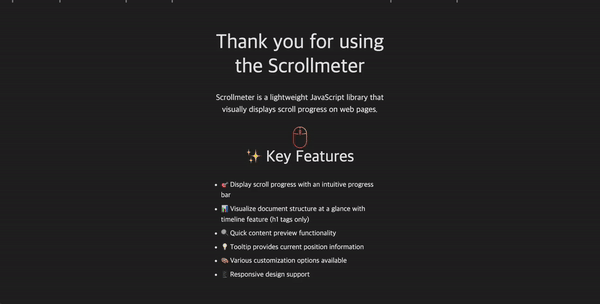 Thank you for using
the Scrollmeter
Scrollmeter is a lightweight JavaScript library that
visually displays scroll progress on web pages.
✨ Key Features
• 🎯 Display scroll progress with an intuitive progress
bar
• 📊 Visualize document structure at a glance with
timeline feature (h1 tags only)
• 🔍 Quick content preview functionality
• 💡 Tooltip provides current position information
• 🎨 Various customization options available
• 📱 Responsive design support